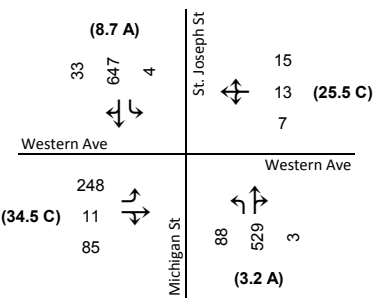 (8.7 A)
33 647 4
St. Joseph St
15
13 (25.5 C)
7
Western Ave
Western Ave
248
(34.5 C) 11
85
Michigan St
88 529 3
(3.2 A)